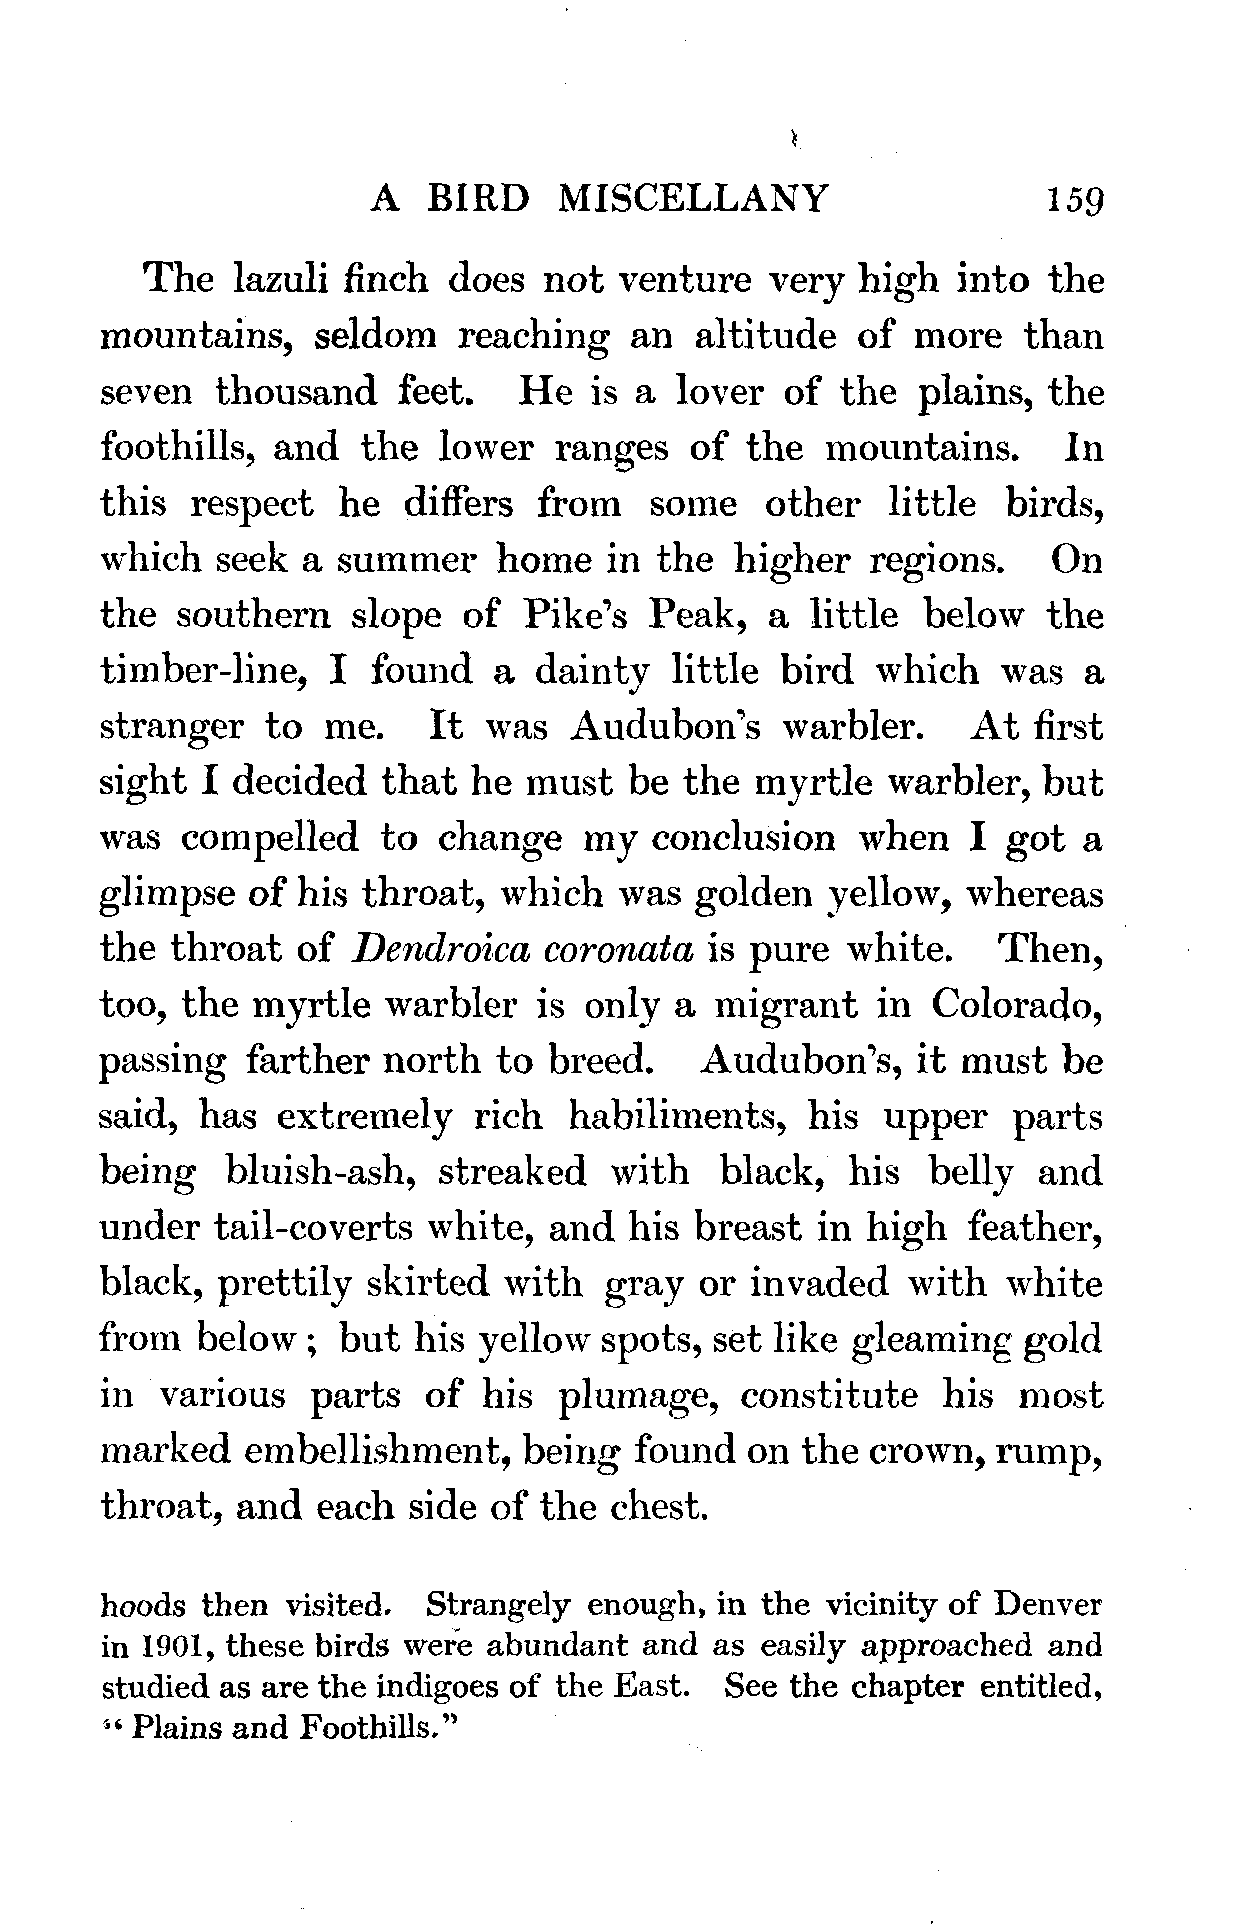 A BIRD MISCELLANY 159
The lazuli finch does not venture very high into the
mountains, seldom reaching an altitude of more than
seven thousand feet. He is a lover of the plains, the
foothills, and the lower ranges of the mountains. In
this respect he differs from some other little birds,
which seek a summer home in the higher regions. On
the southern slope of Pike's Peak, a little below the
timber-line, I found a dainty little bird which was a
stranger to me. It was Audubon's warbler. At first
sight I decided that he must be the myrtle warbler, but
was compelled to change my conclusion when I got a
glimpse of his throat, which was golden yellow, whereas
the throat of Dendroica coronata is pure white. Then,
too, the myrtle warbler is only a migrant in Colorado,
passing farther north to breed. Audubon's, it must be
said, has extremely rich habiliments, his upper parts
being bluish-ash, streaked with black, his belly and
under tail-coverts white, and his breast in high feather,
black, prettily skirted with gray or invaded with white
from below; but his yellow spots, set like gleaming gold
in various parts of his plumage, constitute his most
marked embellishment, being found on the crown, rump,
throat, and each side of the chest.
hoods then visited. Strangely enough, in the vicinity of Denver
in 1901, these birds were abundant and as easily approached and
studied as are the indigoes of the East. See the chapter entitled,
"Plains and Foothills."